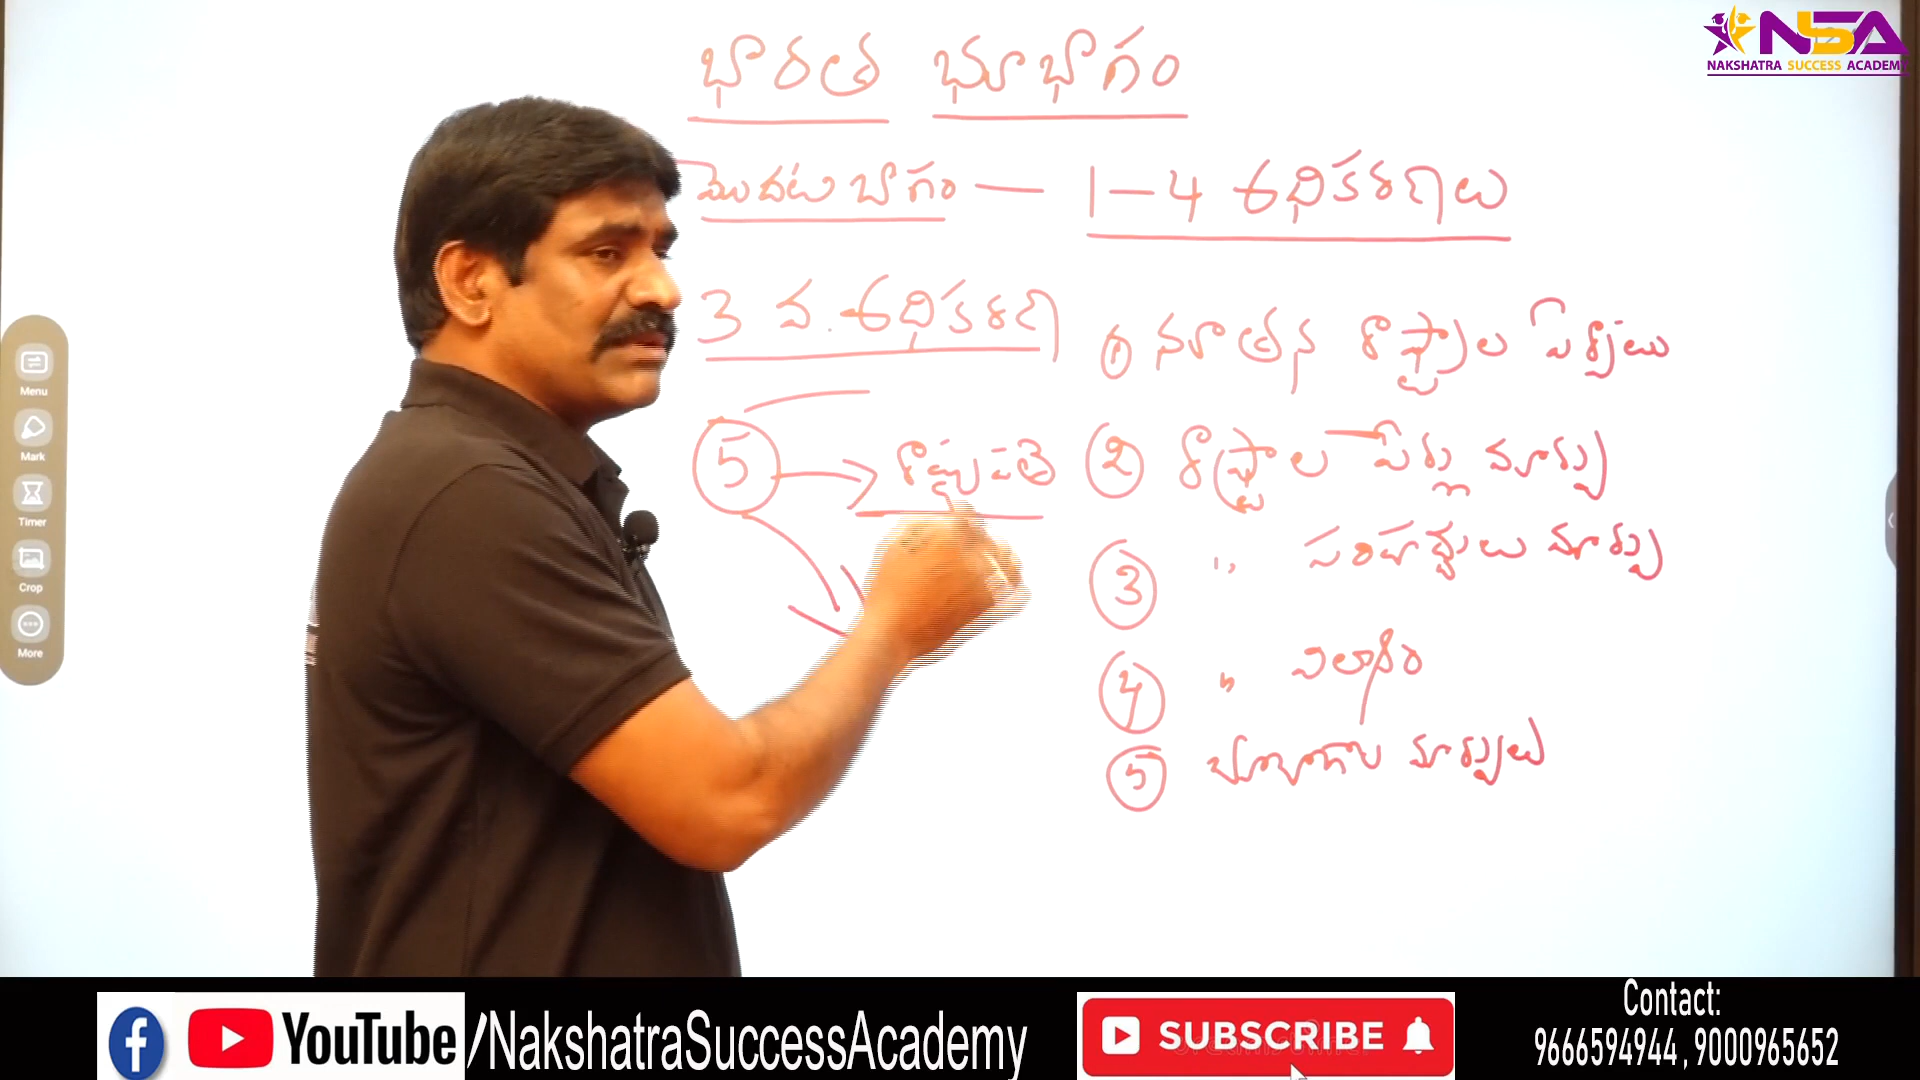 NSA
NAKSHATRA SUCCESS ACADEMY
భారత భూభాగం
మొదటి బాగం — 1-4 అధికరణలు
3 వ. అధికరణ
① నూతన రాష్ట్రాల ఏర్పాటు
② రాష్ట్రాల పేర్లు మార్పు
③ ,, సరిహద్దులు మార్పు
④ ,, విలీనం
⑤ భూభాగాల మార్పులు
5 → రాష్ట్రపతి
Menu
Mark
Timer
Crop
More
YouTube /NakshatraSuccessAcademy
SUBSCRIBE
Contact:
9666594944 , 9000965652